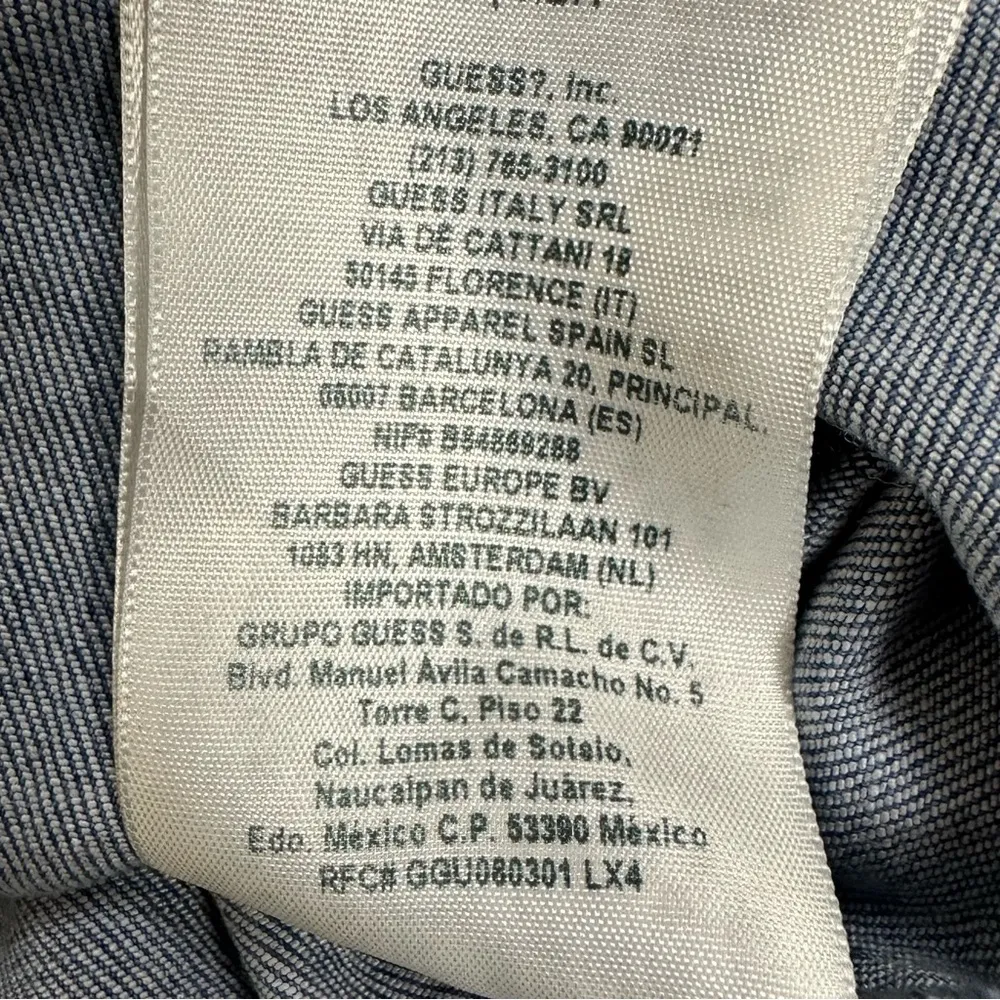 GUESS?, Inc.
LOS ANGELES, CA 90021
(213) 765-3100
GUESS ITALY SRL
VIA DE CATTANI 18
50145 FLORENCE (IT)
GUESS APPAREL SPAIN SL
RAMBLA DE CATALUNYA 20, PRINCIPAL.
08007 BARCELONA (ES)
NIF# B64869288
GUESS EUROPE BV
BARBARA STROZZILAAN 101
1083 HN, AMSTERDAM (NL)
IMPORTADO POR:
GRUPO GUESS S. de R.L. de C.V.
Blvd. Manuel Ávila Camacho No. 5
Torre C, Piso 22
Col. Lomas de Sotelo,
Naucalpan de Juárez,
Edo. México C.P. 53390 México
RFC# GGU080301 LX4